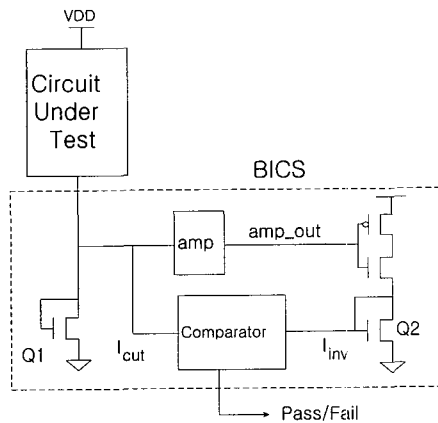 VDD
Circuit
Under
Test
BICS
amp
amp_out
Q1
I_cut
Comparator
I_inv
Q2
Pass/Fail